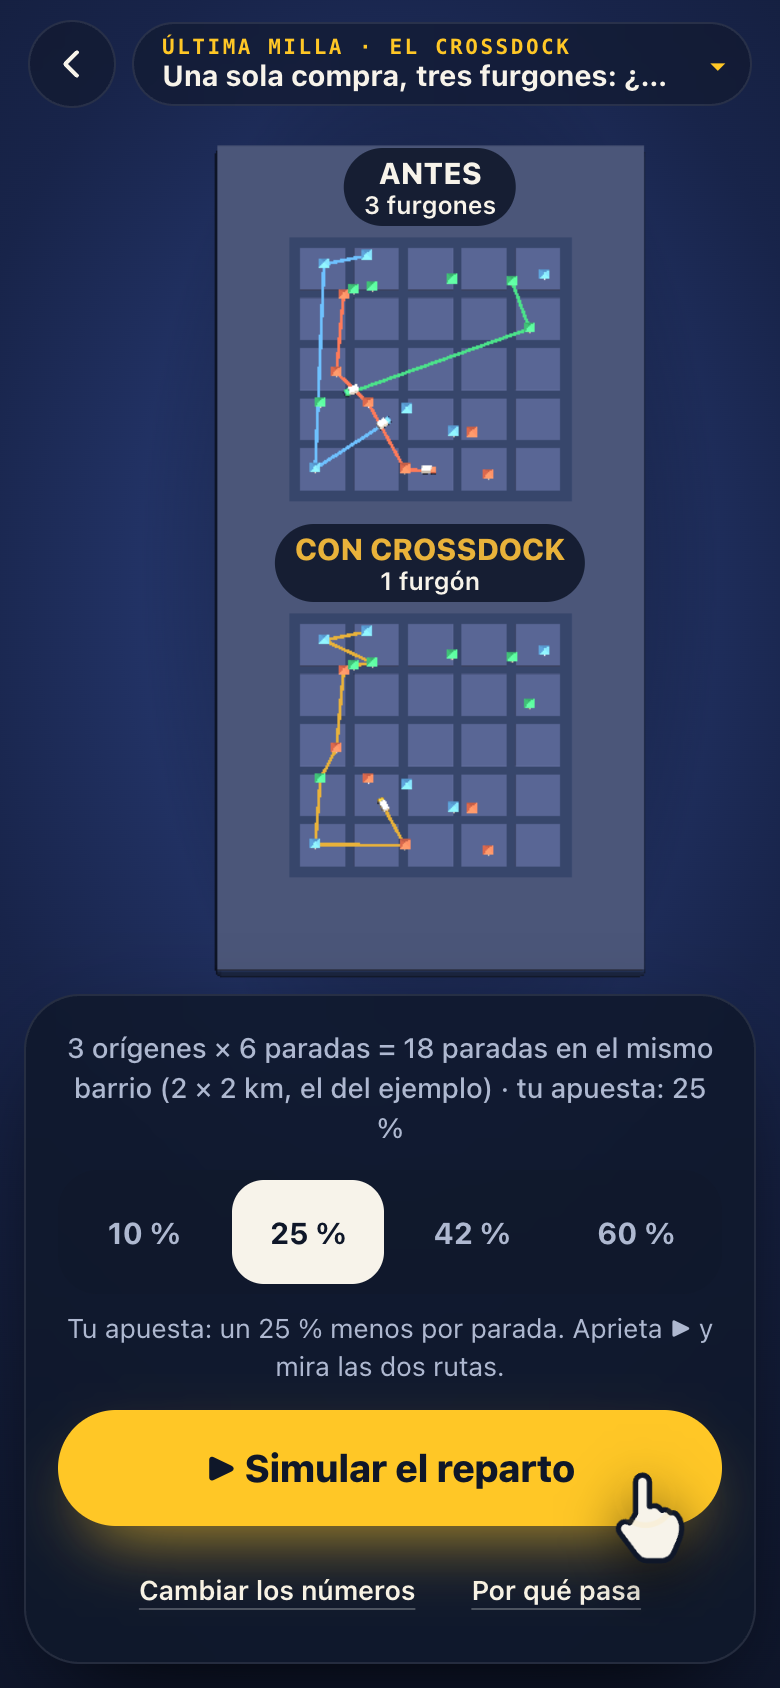 ÚLTIMA MILLA · EL CROSSDOCK
Una sola compra, tres furgones: ¿...
ANTES
3 furgones
CON CROSSDOCK
1 furgón
3 orígenes × 6 paradas = 18 paradas en el mismo
barrio (2 × 2 km, el del ejemplo) · tu apuesta: 25
%
10 %
25 %
42 %
60 %
Tu apuesta: un 25 % menos por parada. Aprieta ▶ y
mira las dos rutas.
▶ Simular el reparto
Cambiar los números
Por qué pasa